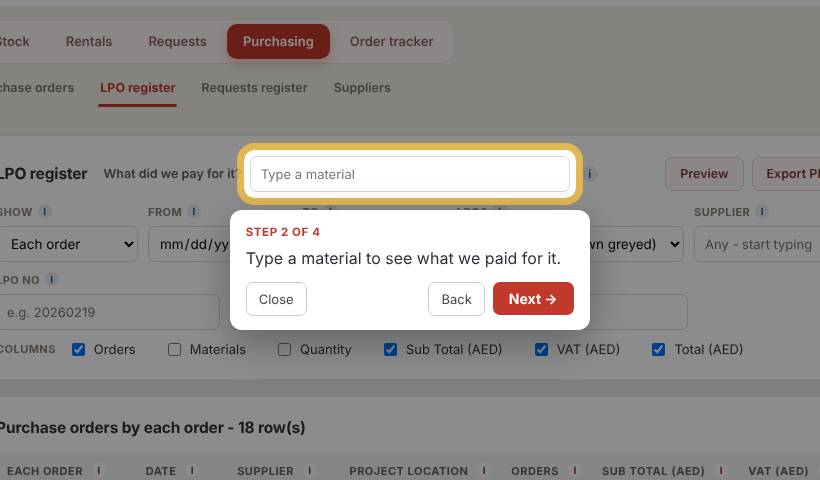 Stock Rentals Requests Purchasing Order tracker
chase orders LPO register Requests register Suppliers
LPO register What did we pay for it? Type a material i Preview Export
SHOW i FROM i SUPPLIER i
Each order mm/dd/yy wn greyed) Any - start typing
STEP 2 OF 4
Type a material to see what we paid for it.
Close Back Next →
LPO NO i
e.g. 20260219
COLUMNS Orders Materials Quantity Sub Total (AED) VAT (AED) Total (AED)
Purchase orders by each order - 18 row(s)
EACH ORDER I DATE I SUPPLIER I PROJECT LOCATION I ORDERS I SUB TOTAL (AED) I VAT (AED)